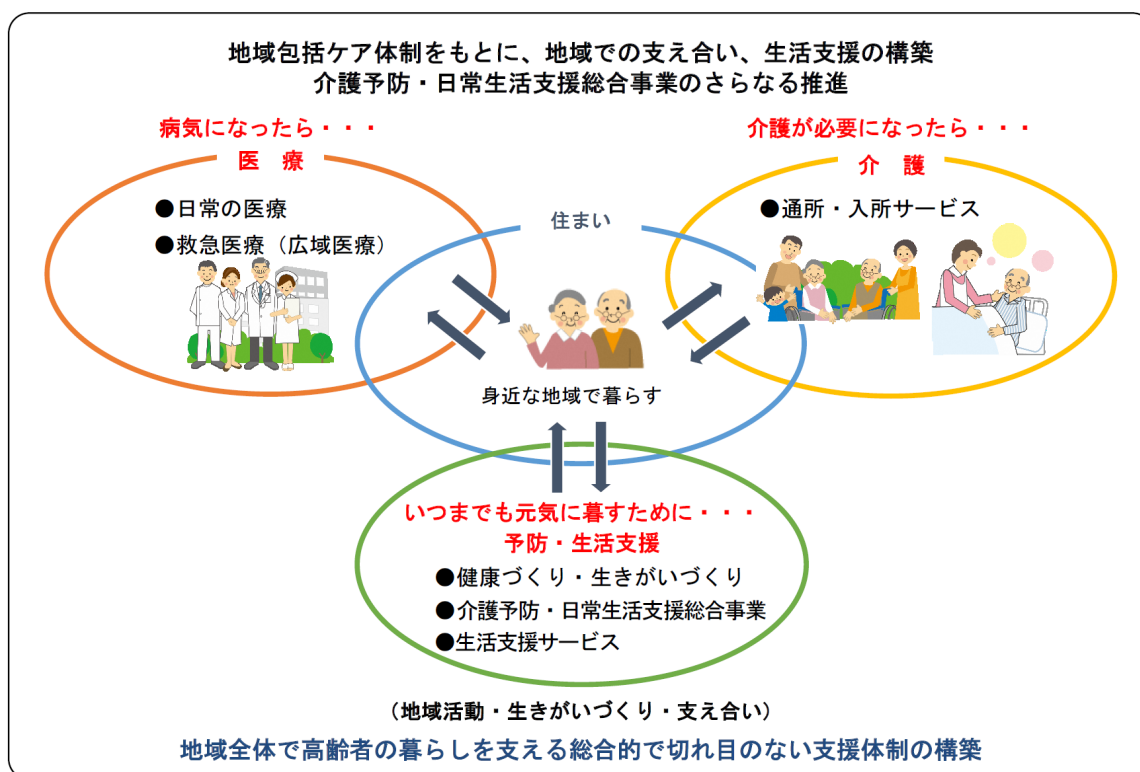 地域包括ケア体制をもとに、地域での支え合い、生活支援の構築
介護予防・日常生活支援総合事業のさらなる推進
病気になったら・・・
医　療
●日常の医療
●救急医療（広域医療）
介護が必要になったら・・・
介　護
●通所・入所サービス
住まい
身近な地域で暮らす
いつまでも元気に暮すために・・・
予防・生活支援
●健康づくり・生きがいづくり
●介護予防・日常生活支援総合事業
●生活支援サービス
（地域活動・生きがいづくり・支え合い）
地域全体で高齢者の暮らしを支える総合的で切れ目のない支援体制の構築